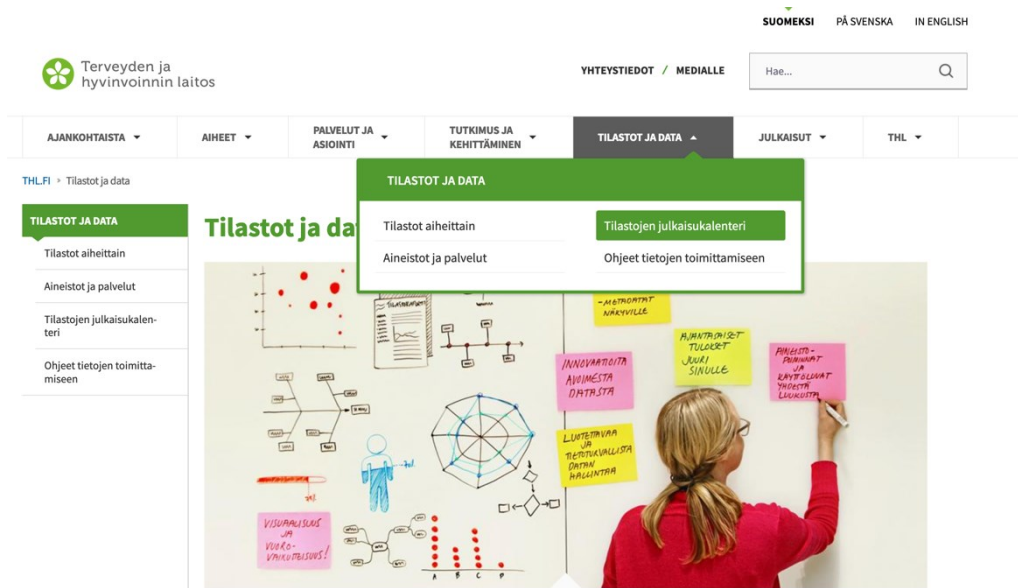 SUOMEKSI PÅ SVENSKA IN ENGLISH
Terveyden ja
hyvinvoinnin laitos
YHTEYSTIEDOT / MEDIALLE
Hae...
AJANKOHTAISTA AIHEET PALVELUT JA ASIOINTI TUTKIMUS JA KEHITTÄMINEN TILASTOT JA DATA JULKAISUT THL
THL.FI Tilastot ja data
TILASTOT JA DATA
Tilastot aiheittain
Tilastojen julkaisukalenteri
Aineistot ja palvelut
Ohjeet tietojen toimittamiseen
TILASTOT JA DATA
Tilastot aiheittain
Aineistot ja palvelut
Tilastojen julkaisukalen-
teri
Ohjeet tietojen toimitta-
miseen
Tilastot ja da
- METADATAT
NÄKYVILLE
AJANTASAISET
TULOKSET
JUURI
SINULLE
AINEISTO-
POIMINNAT
JA
KÄYTTÖLUVAT
YHDESTÄ
LUUKUSTA
INNOVAATIOITA
AVOIMESTA
DATASTA
LUOTETTAVAA
JA
TIETOTURVALLISTA
DATAN
HALLINTAA
VISUAALISUUS
JA
VUORO-
VAIKUTTEISUUS!
A B C D